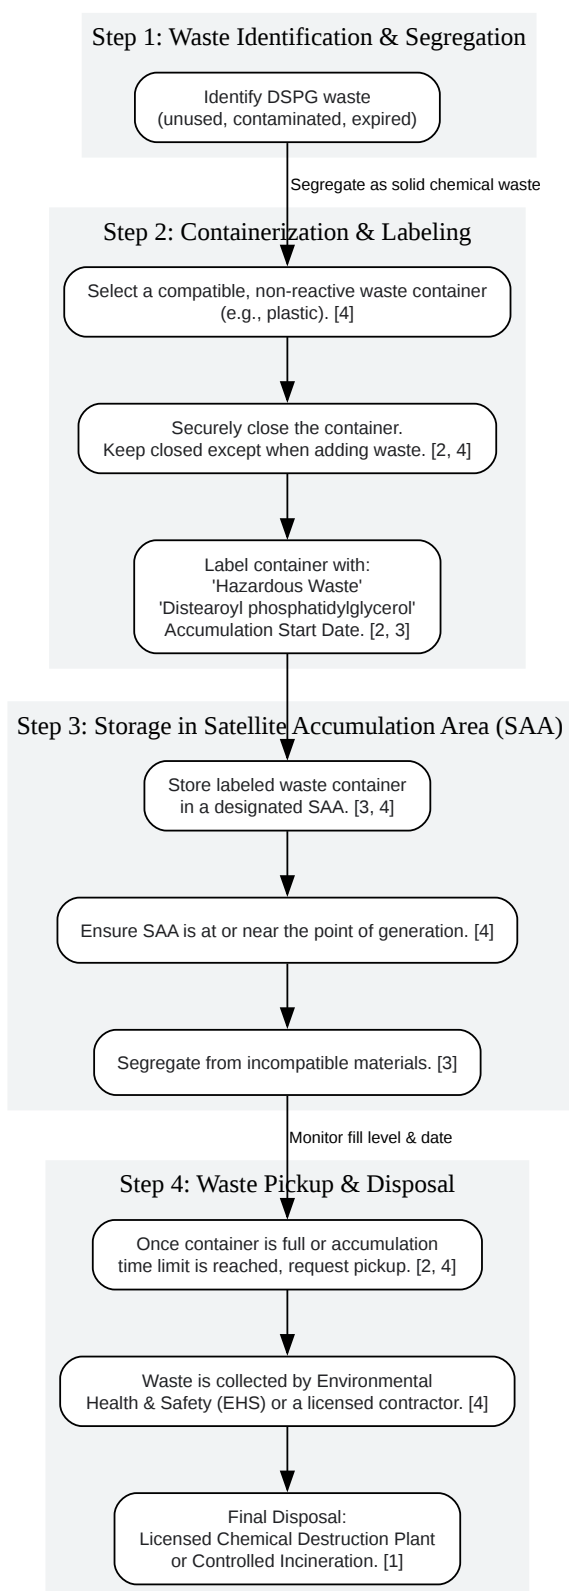 Step 1: Waste Identification & Segregation
Identify DSPG waste
(unused, contaminated, expired)
Segregate as solid chemical waste
Step 2: Containerization & Labeling
Select a compatible, non-reactive waste container
(e.g., plastic). [4]
Securely close the container.
Keep closed except when adding waste. [2, 4]
Label container with:
'Hazardous Waste'
'Distearoyl phosphatidylglycerol'
Accumulation Start Date. [2, 3]
Step 3: Storage in Satellite Accumulation Area (SAA)
Store labeled waste container
in a designated SAA. [3, 4]
Ensure SAA is at or near the point of generation. [4]
Segregate from incompatible materials. [3]
Monitor fill level & date
Step 4: Waste Pickup & Disposal
Once container is full or accumulation
time limit is reached, request pickup. [2, 4]
Waste is collected by Environmental
Health & Safety (EHS) or a licensed contractor. [4]
Final Disposal:
Licensed Chemical Destruction Plant
or Controlled Incineration. [1]